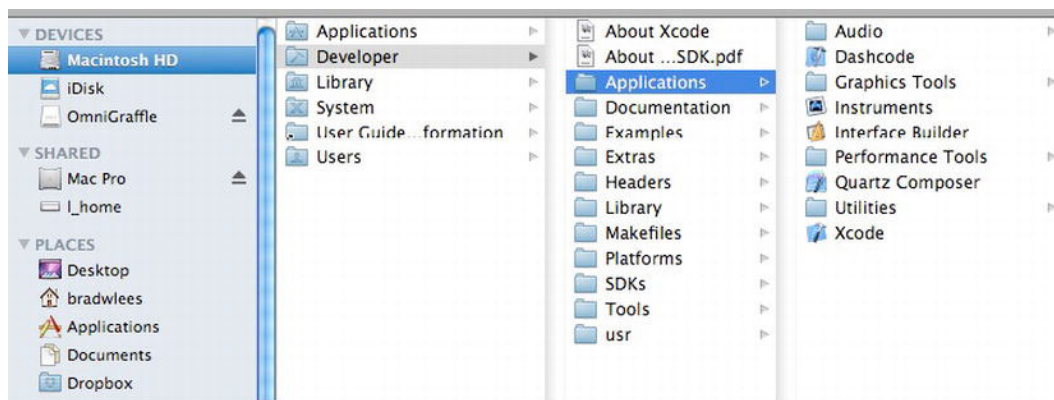 DEVICES
Macintosh HD
iDisk
OmniGraffle
SHARED
Mac Pro
l_home
PLACES
Desktop
bradwlees
Applications
Documents
Dropbox
Applications
Developer
Library
System
User Guide...formation
Users
About Xcode
About ...SDK.pdf
Applications
Documentation
Examples
Extras
Headers
Library
Makefiles
Platforms
SDKs
Tools
usr
Audio
Dashcode
Graphics Tools
Instruments
Interface Builder
Performance Tools
Quartz Composer
Utilities
Xcode